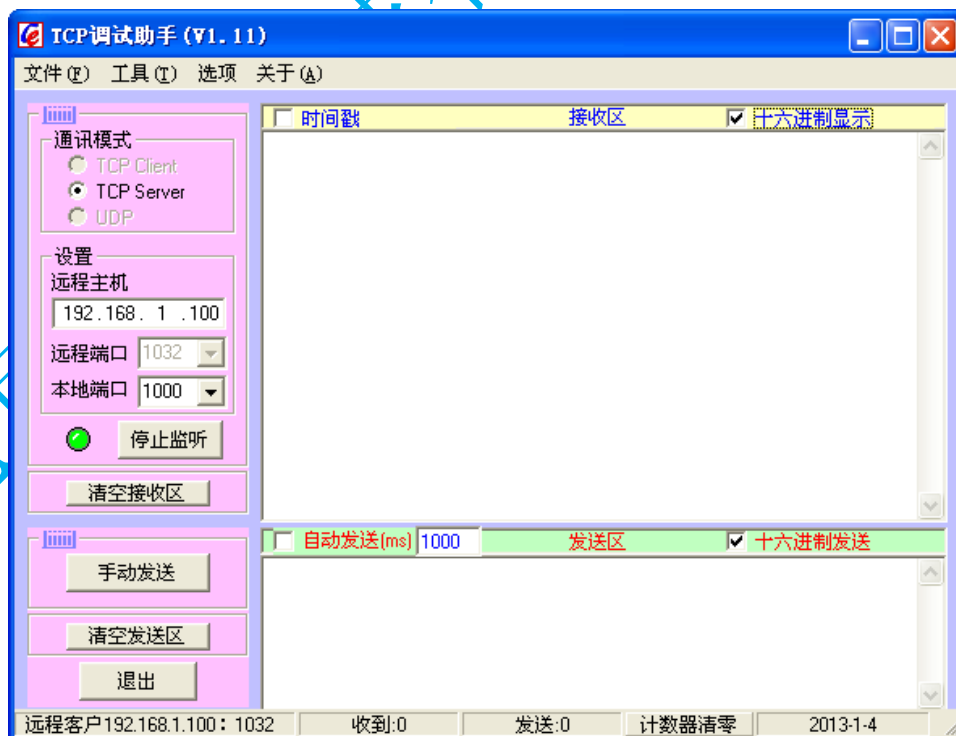 TCP调试助手(V1.11)
文件(F) 工具(T) 选项 关于(A)
时间戳 接收区 十六进制显示
通讯模式
TCP Client
TCP Server
UDP
设置
远程主机
192.168. 1 .100
远程端口 1032
本地端口 1000
停止监听
清空接收区
自动发送(ms) 1000 发送区 十六进制发送
手动发送
清空发送区
退出
远程客户192.168.1.100:1032 收到:0 发送:0 计数器清零 2013-1-4